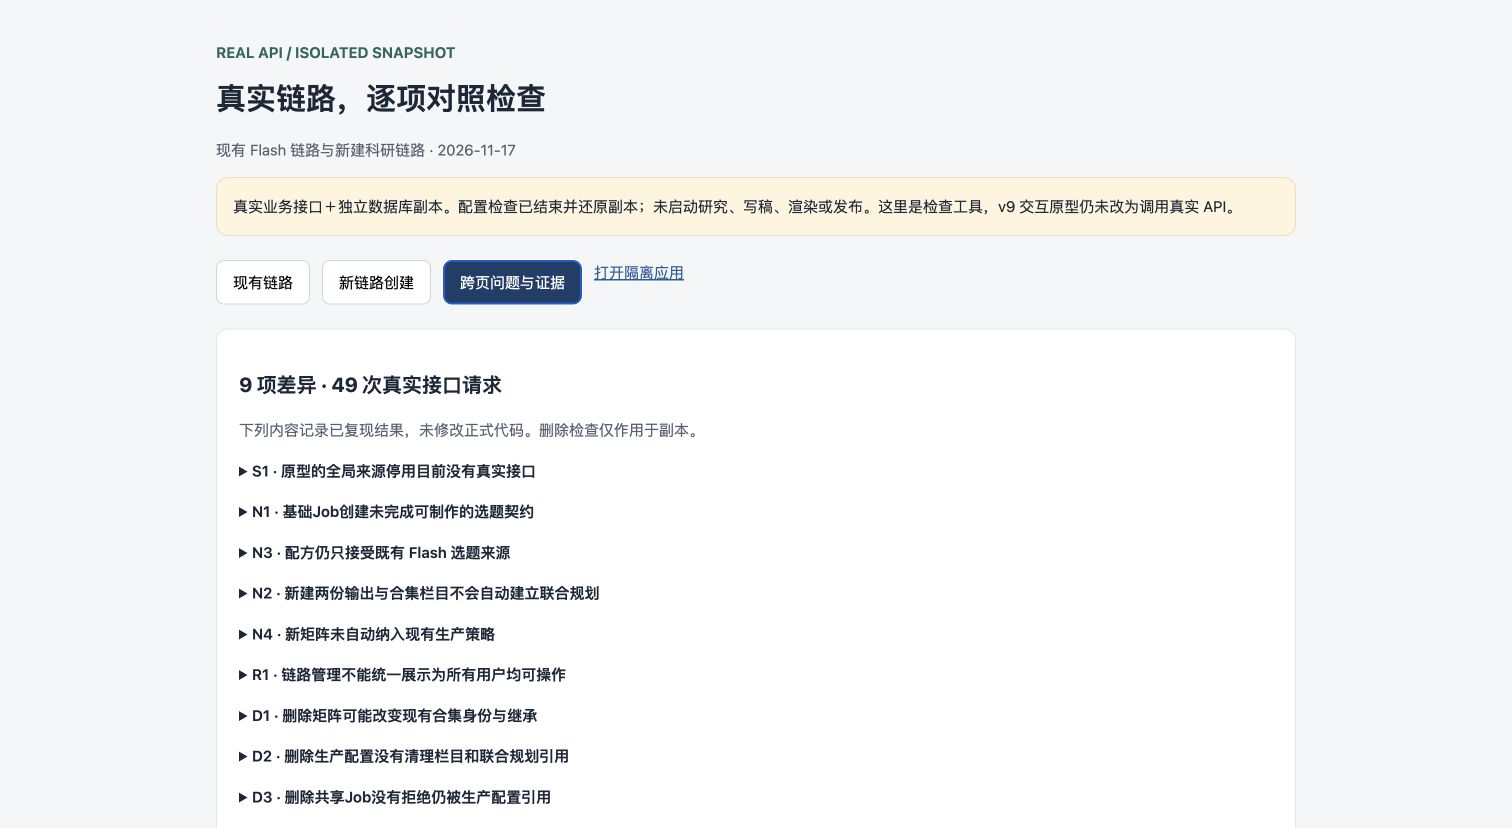 REAL API / ISOLATED SNAPSHOT
真实链路，逐项对照检查
现有 Flash 链路与新建科研链路 · 2026-11-17
真实业务接口＋独立数据库副本。配置检查已结束并还原副本；未启动研究、写稿、渲染或发布。这里是检查工具，v9 交互原型仍未改为调用真实 API。
现有链路
新链路创建
跨页问题与证据
打开隔离应用
9 项差异 · 49 次真实接口请求
下列内容记录已复现结果，未修改正式代码。删除检查仅作用于副本。
S1 · 原型的全局来源停用目前没有真实接口
N1 · 基础Job创建未完成可制作的选题契约
N3 · 配方仍只接受既有 Flash 选题来源
N2 · 新建两份输出与合集栏目不会自动建立联合规划
N4 · 新矩阵未自动纳入现有生产策略
R1 · 链路管理不能统一展示为所有用户均可操作
D1 · 删除矩阵可能改变现有合集身份与继承
D2 · 删除生产配置没有清理栏目和联合规划引用
D3 · 删除共享Job没有拒绝仍被生产配置引用